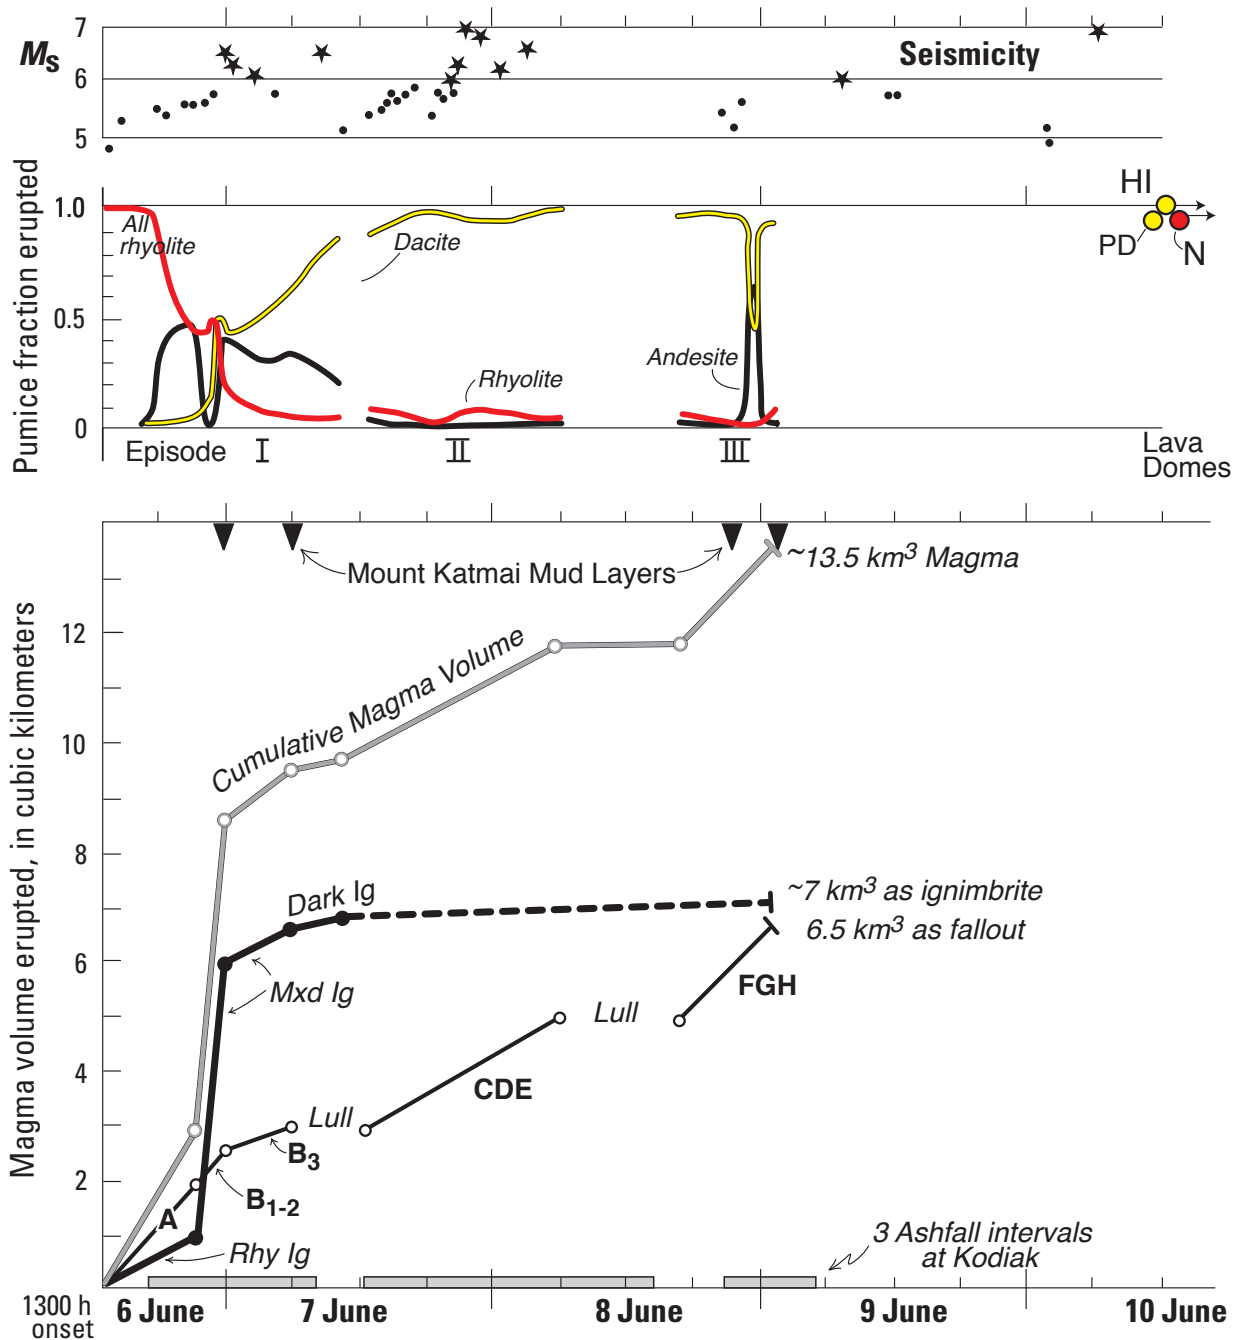 7
Ms
Seismicity
6
5
Pumice fraction erupted
1.0
0.5
0
All
rhyolite
Dacite
Rhyolite
Andesite
HI
PD
N
Episode I II III
Lava
Domes
Mount Katmai Mud Layers
~13.5 km³ Magma
Magma volume erupted, in cubic kilometers
12
10
8
6
4
2
Cumulative Magma Volume
Dark Ig
~7 km³ as ignimbrite
6.5 km³ as fallout
Mxd Ig
FGH
Lull
CDE
Lull
B₃
B₁₋₂
A
Rhy Ig
3 Ashfall intervals
at Kodiak
1300 h
onset
6 June 7 June 8 June 9 June 10 June